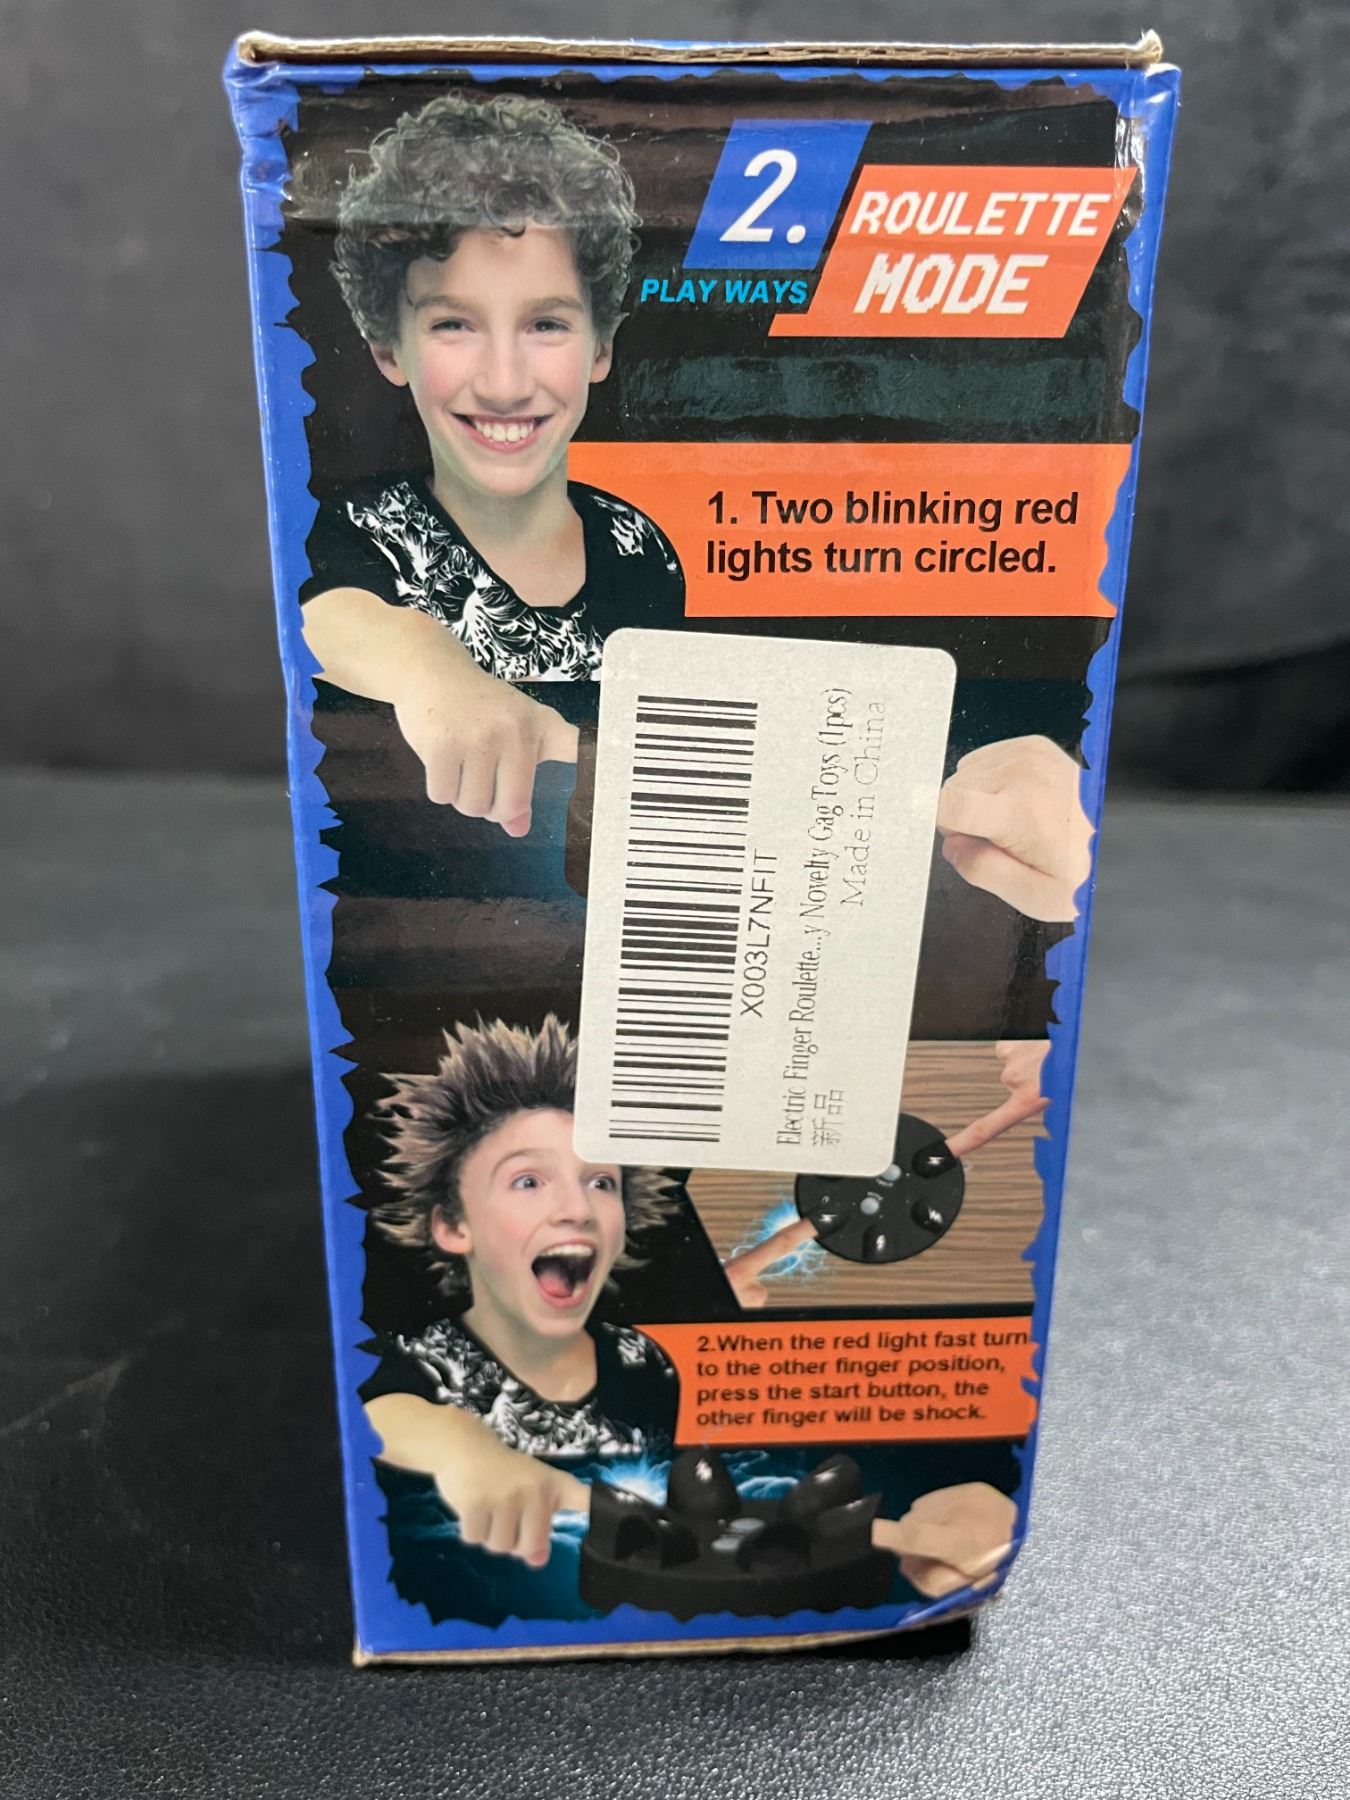 2.
PLAY WAYS
ROULETTE
MODE
1. Two blinking red
lights turn circled.
X003L7NFIT
Electric Finger Roulette...y Novelty Gag Toys (1pcs)
新品
Made in China
2.When the red light fast turn
to the other finger position,
press the start button, the
other finger will be shock.